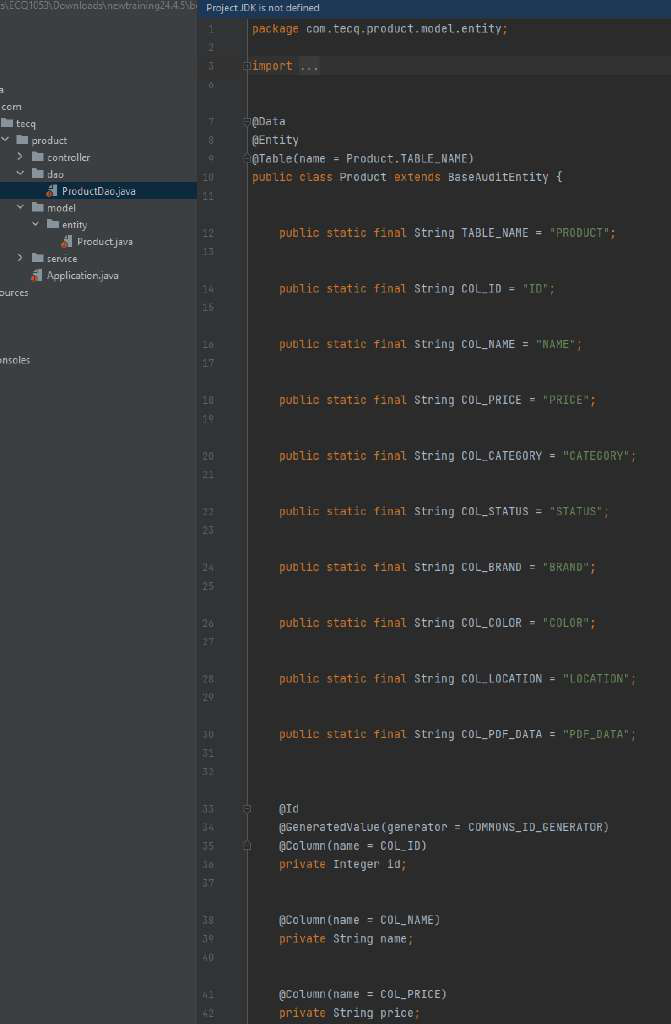 s\ECQ1053\Downloads\newtraining24.4.5\b
Project JDK is not defined
a
com
tecq
product
controller
dao
ProductDao.java
model
entity
Product.java
service
Application.java
ources
onsoles
1 package com.tecq.product.model.entity;
2
3 import ...
6
7 @Data
8 @Entity
9 @Table(name = Product.TABLE_NAME)
10 public class Product extends BaseAuditEntity {
11
12 public static final String TABLE_NAME = "PRODUCT";
13
14 public static final String COL_ID = "ID";
15
16 public static final String COL_NAME = "NAME";
17
18 public static final String COL_PRICE = "PRICE";
19
20 public static final String COL_CATEGORY = "CATEGORY";
21
22 public static final String COL_STATUS = "STATUS";
23
24 public static final String COL_BRAND = "BRAND";
25
26 public static final String COL_COLOR = "COLOR";
27
28 public static final String COL_LOCATION = "LOCATION";
29
30 public static final String COL_PDF_DATA = "PDF_DATA";
31
32
33 @Id
34 @GeneratedValue(generator = COMMONS_ID_GENERATOR)
35 @Column(name = COL_ID)
36 private Integer id;
37
38 @Column(name = COL_NAME)
39 private String name;
40
41 @Column(name = COL_PRICE)
42 private String price;